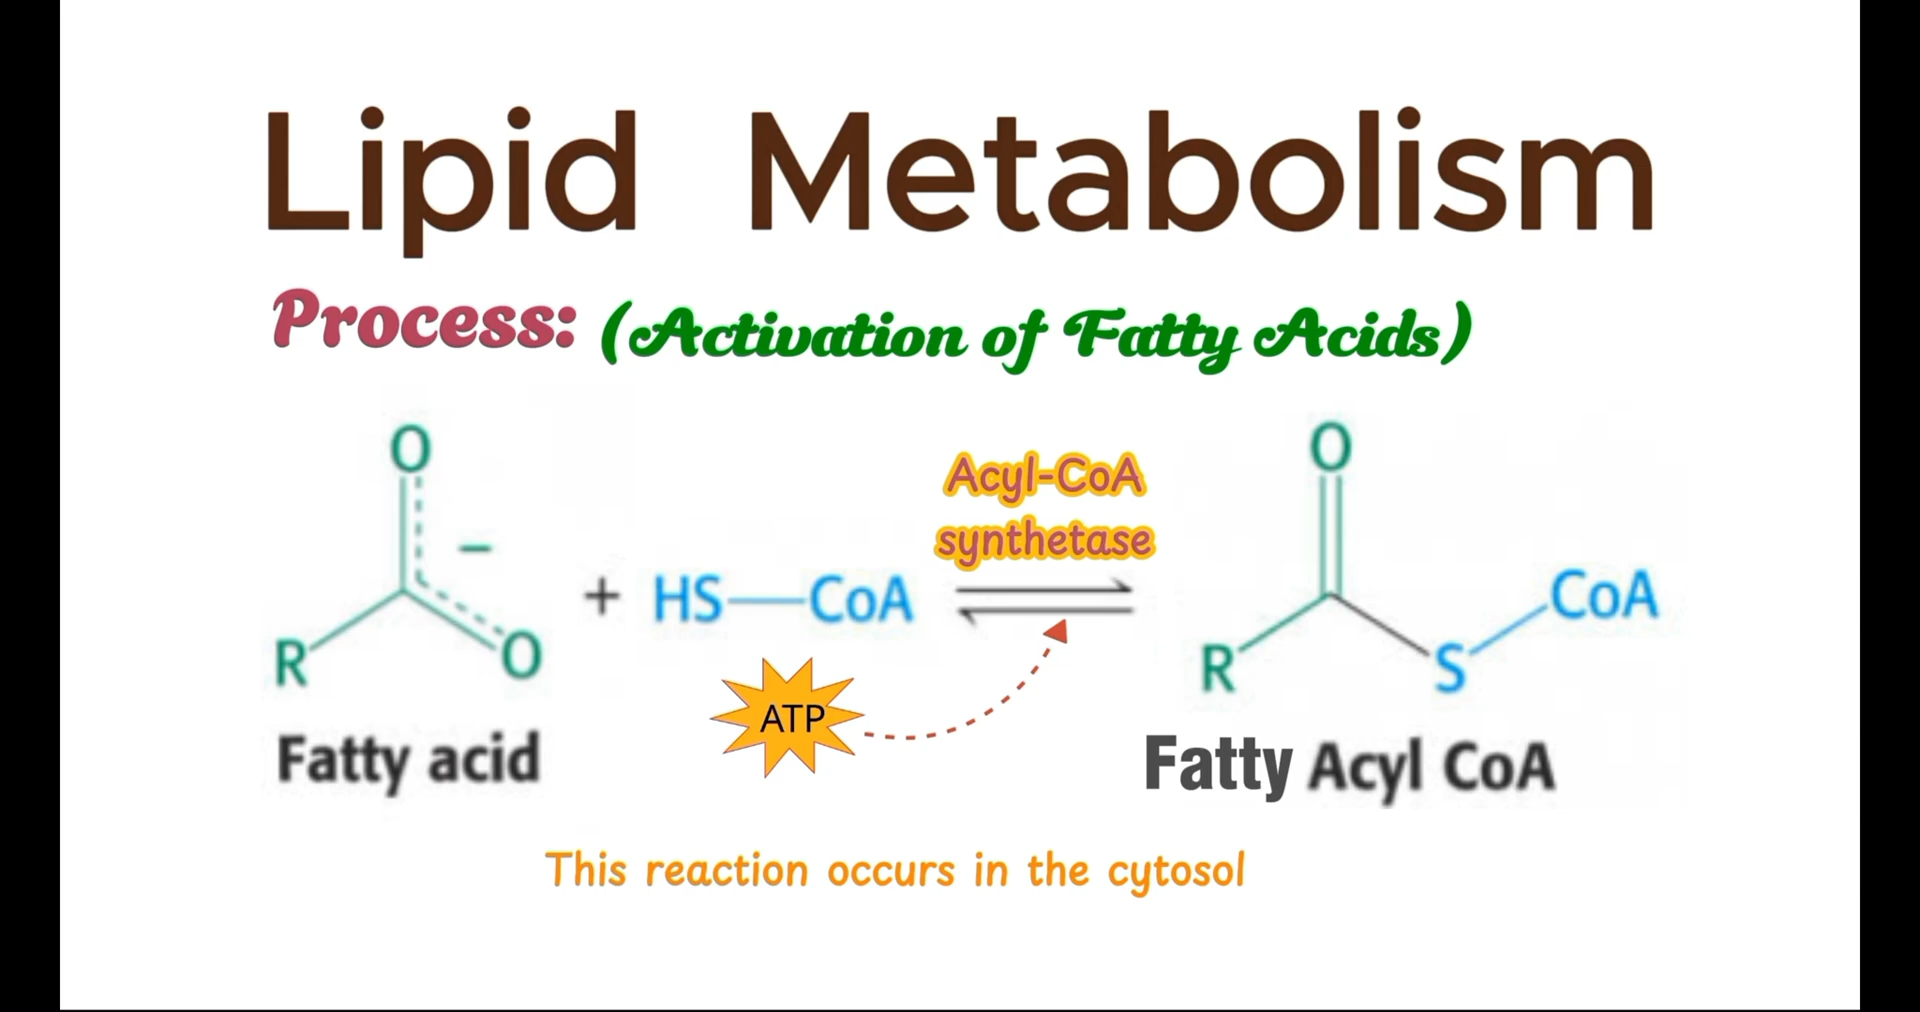 Lipid Metabolism
Process: (Activation of Fatty Acids)
O
−
R
O
+
HS—CoA
Acyl-CoA
synthetase
ATP
O
R
S
CoA
Fatty acid
Fatty Acyl CoA
This reaction occurs in the cytosol